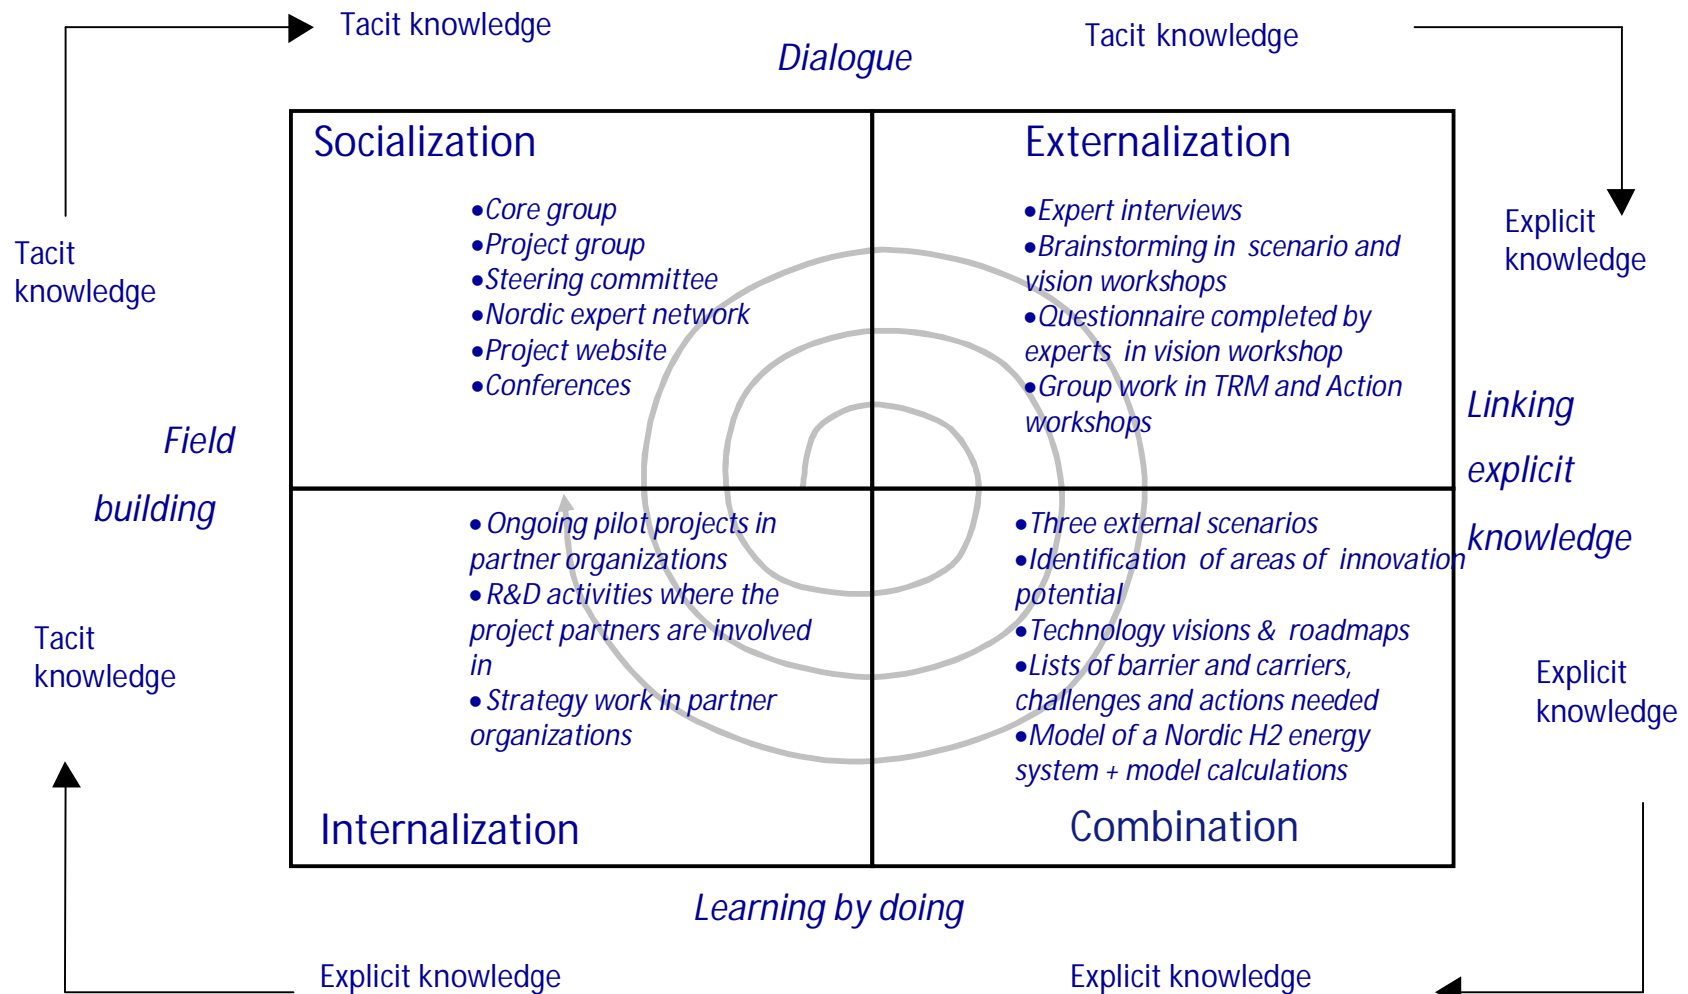 Tacit knowledge
Dialogue
Tacit knowledge
Socialization
•Core group
•Project group
•Steering committee
•Nordic expert network
•Project website
•Conferences
Externalization
•Expert interviews
•Brainstorming in scenario and
vision workshops
•Questionnaire completed by
experts in vision workshop
•Group work in TRM and Action
workshops
Tacit
knowledge
Explicit
knowledge
Field
building
Linking
explicit
knowledge
• Ongoing pilot projects in
partner organizations
• R&D activities where the
project partners are involved
in
• Strategy work in partner
organizations
Internalization
•Three external scenarios
•Identification of areas of innovation
potential
•Technology visions & roadmaps
•Lists of barrier and carriers,
challenges and actions needed
•Model of a Nordic H2 energy
system + model calculations
Combination
Tacit
knowledge
Explicit
knowledge
Learning by doing
Explicit knowledge
Explicit knowledge